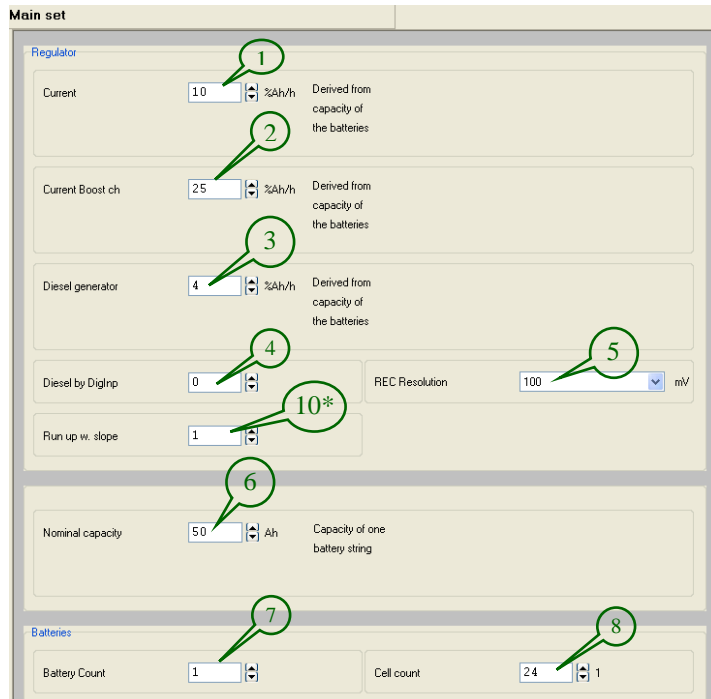 Main set
Regulator
1
Current 10 %Ah/h Derived from
capacity of
the batteries
2
Current Boost ch 25 %Ah/h Derived from
capacity of
the batteries
3
Diesel generator 4 %Ah/h Derived from
capacity of
the batteries
4
5
Diesel by DigInp 0 REC Resolution 100 mV
10*
Run up w. slope 1
6
Nominal capacity 50 Ah Capacity of one
battery string
Batteries
7
8
Battery Count 1 Cell count 24 1